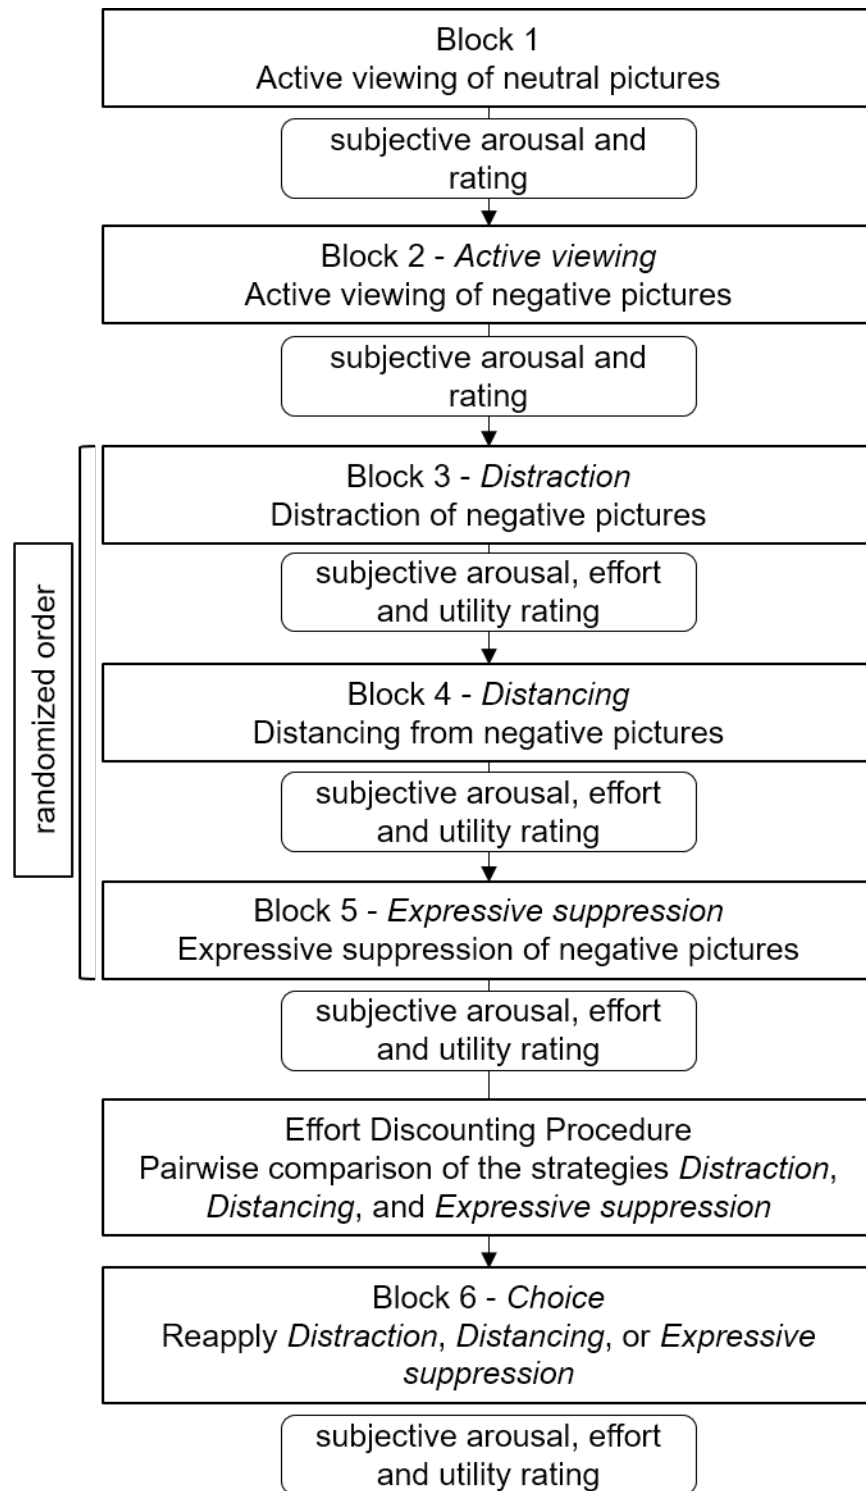 Block 1
Active viewing of neutral pictures
subjective arousal and
rating
Block 2 - Active viewing
Active viewing of negative pictures
subjective arousal and
rating
randomized order
Block 3 - Distraction
Distraction of negative pictures
subjective arousal, effort
and utility rating
Block 4 - Distancing
Distancing from negative pictures
subjective arousal, effort
and utility rating
Block 5 - Expressive suppression
Expressive suppression of negative pictures
subjective arousal, effort
and utility rating
Effort Discounting Procedure
Pairwise comparison of the strategies Distraction,
Distancing, and Expressive suppression
Block 6 - Choice
Reapply Distraction, Distancing, or Expressive
suppression
subjective arousal, effort
and utility rating